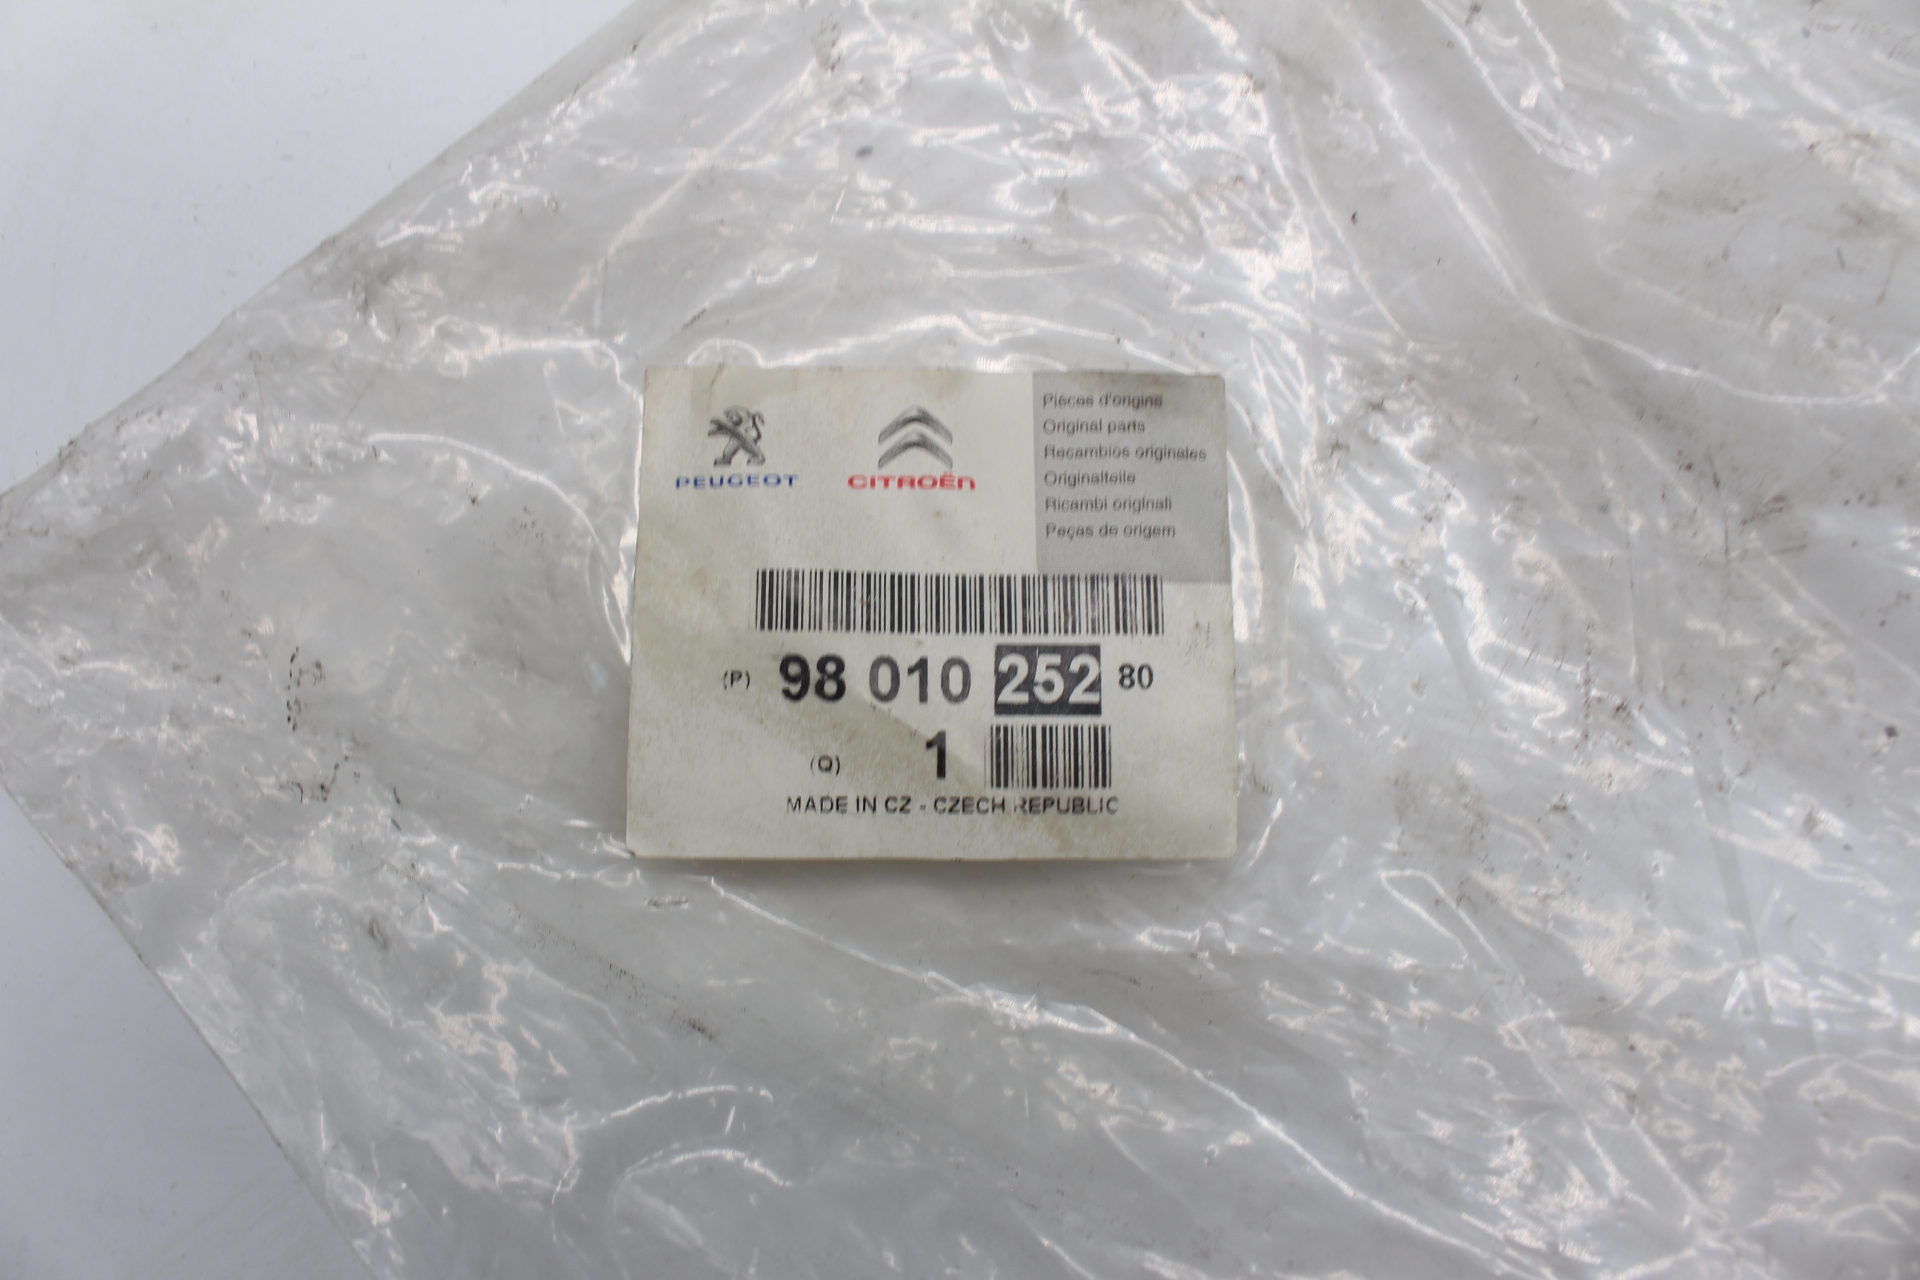 PEUGEOT
CITROËN
Pièces d'origine
Original parts
Recambios originales
Originalteile
Ricambi originali
Peças de origem
(P) 98 010 252 80
(Q) 1
MADE IN CZ - CZECH REPUBLIC